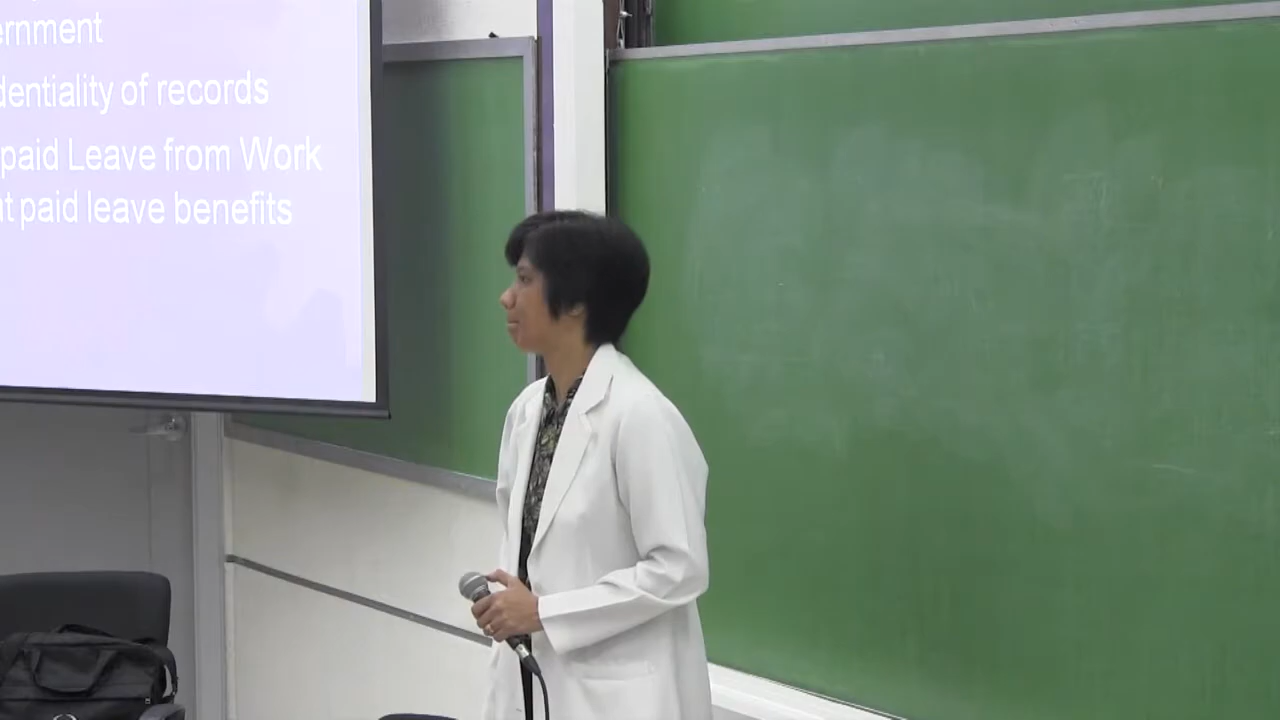 ernment
dentiality of records
paid Leave from Work
t paid leave benefits